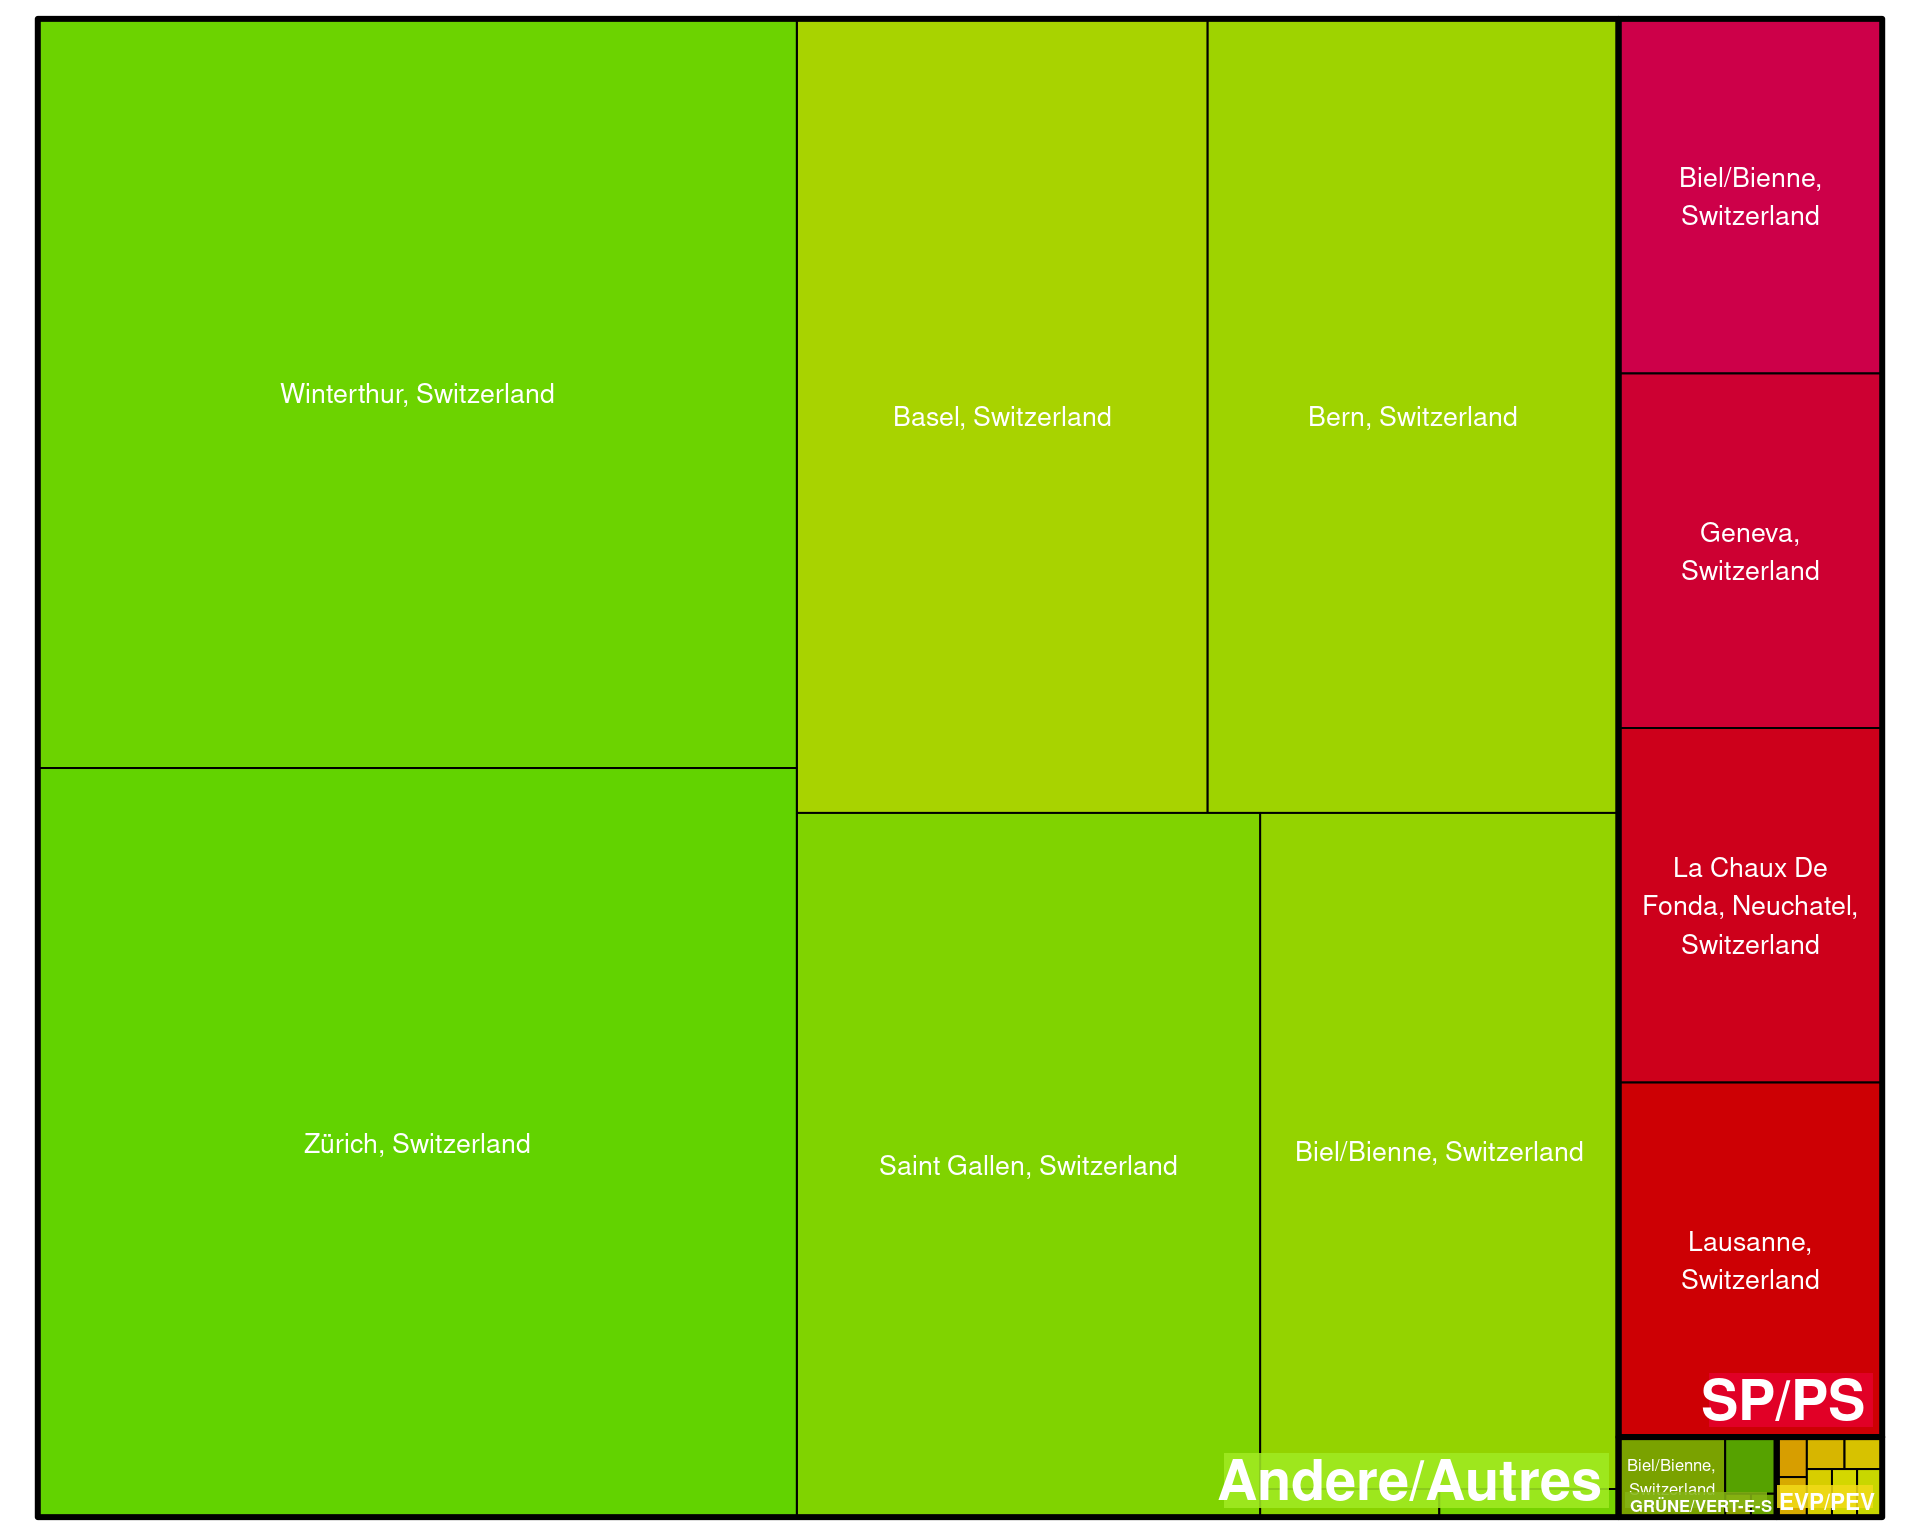 Winterthur, Switzerland
Zürich, Switzerland
Basel, Switzerland
Bern, Switzerland
Saint Gallen, Switzerland
Biel/Bienne, Switzerland
Andere/Autres
Biel/Bienne,
Switzerland
Geneva,
Switzerland
La Chaux De
Fonda, Neuchatel,
Switzerland
Lausanne,
Switzerland
SP/PS
Biel/Bienne,
Switzerland
GRÜNE/VERT-E-S
EVP/PEV